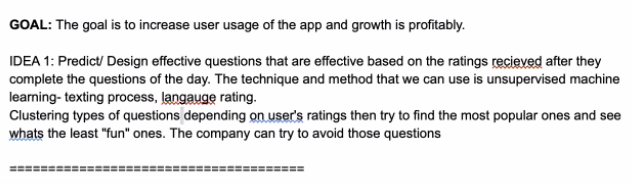 GOAL: The goal is to increase user usage of the app and growth is profitably.
IDEA 1: Predict/ Design effective questions that are effective based on the ratings recieved after they
complete the questions of the day. The technique and method that we can use is unsupervised machine
learning- texting process, langauge rating.
Clustering types of questions depending on user's ratings then try to find the most popular ones and see
whats the least "fun" ones. The company can try to avoid those questions
========================================